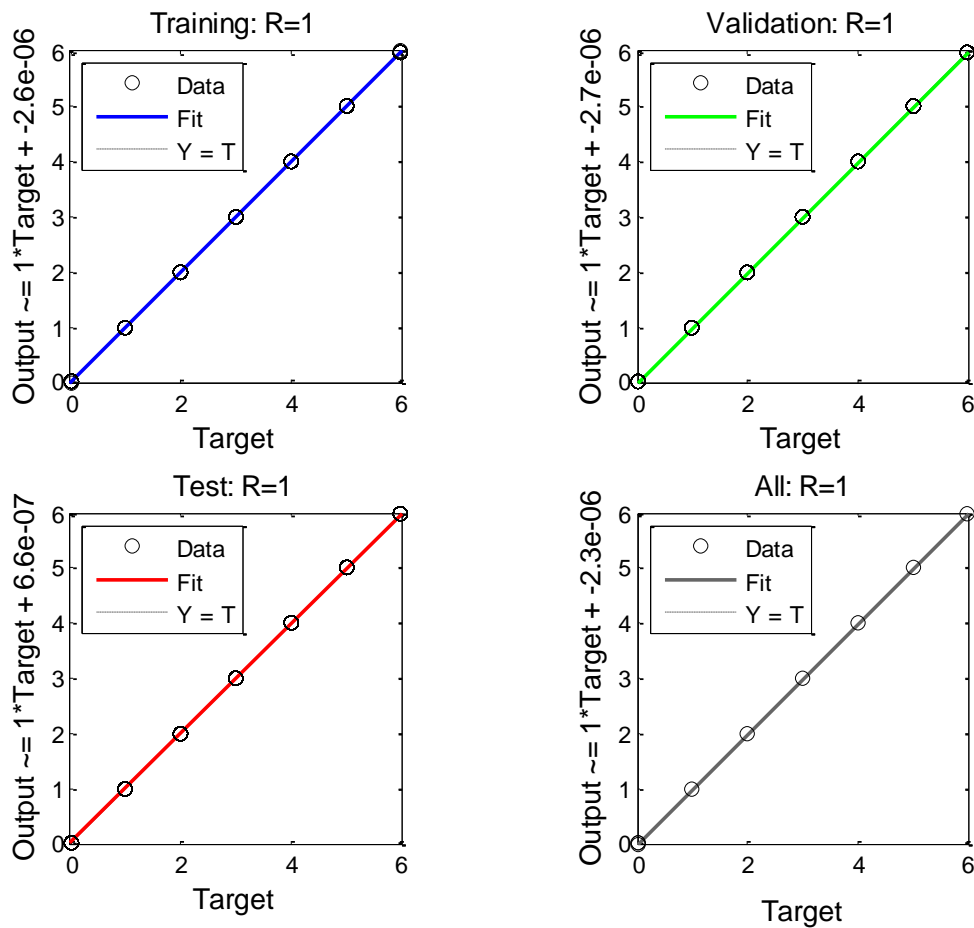 Training: R=1
Output ~= 1*Target + -2.6e-06
6
5
4
3
2
1
0
Data
Fit
Y = T
0 2 4 6
Target
Validation: R=1
Output ~= 1*Target + -2.7e-06
6
5
4
3
2
1
0
Data
Fit
Y = T
0 2 4 6
Target
Test: R=1
Output ~= 1*Target + 6.6e-07
6
5
4
3
2
1
0
Data
Fit
Y = T
0 2 4 6
Target
All: R=1
Output ~= 1*Target + -2.3e-06
6
5
4
3
2
1
0
Data
Fit
Y = T
0 2 4 6
Target